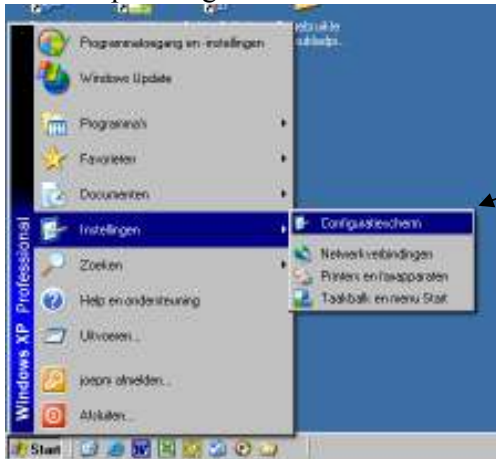 Programmatoegang en -instellingen
Windows Update
Programma's
Favorieten
Documenten
Instellingen
Zoeken
Help en ondersteuning
Uitvoeren...
joepm afmelden...
Afsluiten...
Windows XP Professional
Configuratiescherm
Netwerkverbindingen
Printers en faxapparaten
Taakbalk en menu Start
Start